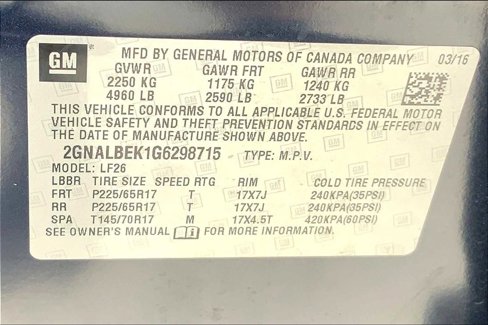 GM
MFD BY GENERAL MOTORS OF CANADA COMPANY 03/16
GVWR GAWR FRT GAWR RR
2250 KG 1175 KG 1240 KG
4960 LB 2590 LB 2733 LB
THIS VEHICLE CONFORMS TO ALL APPLICABLE U.S. FEDERAL MOTOR
VEHICLE SAFETY AND THEFT PREVENTION STANDARDS IN EFFECT
ON THE DATE OF MANUFACTURE SHOWN ABOVE.
2GNALBEK1G6298715 TYPE: M.P.V.
MODEL: LF26
LBBR TIRE SIZE SPEED RTG RIM COLD TIRE PRESSURE
FRT P225/65R17 T 17X7J 240KPA(35PSI)
RR P225/65R17 T 17X7J 240KPA(35PSI)
SPA T145/70R17 M 17X4.5T 420KPA(60PSI)
SEE OWNER'S MANUAL FOR MORE INFORMATION.